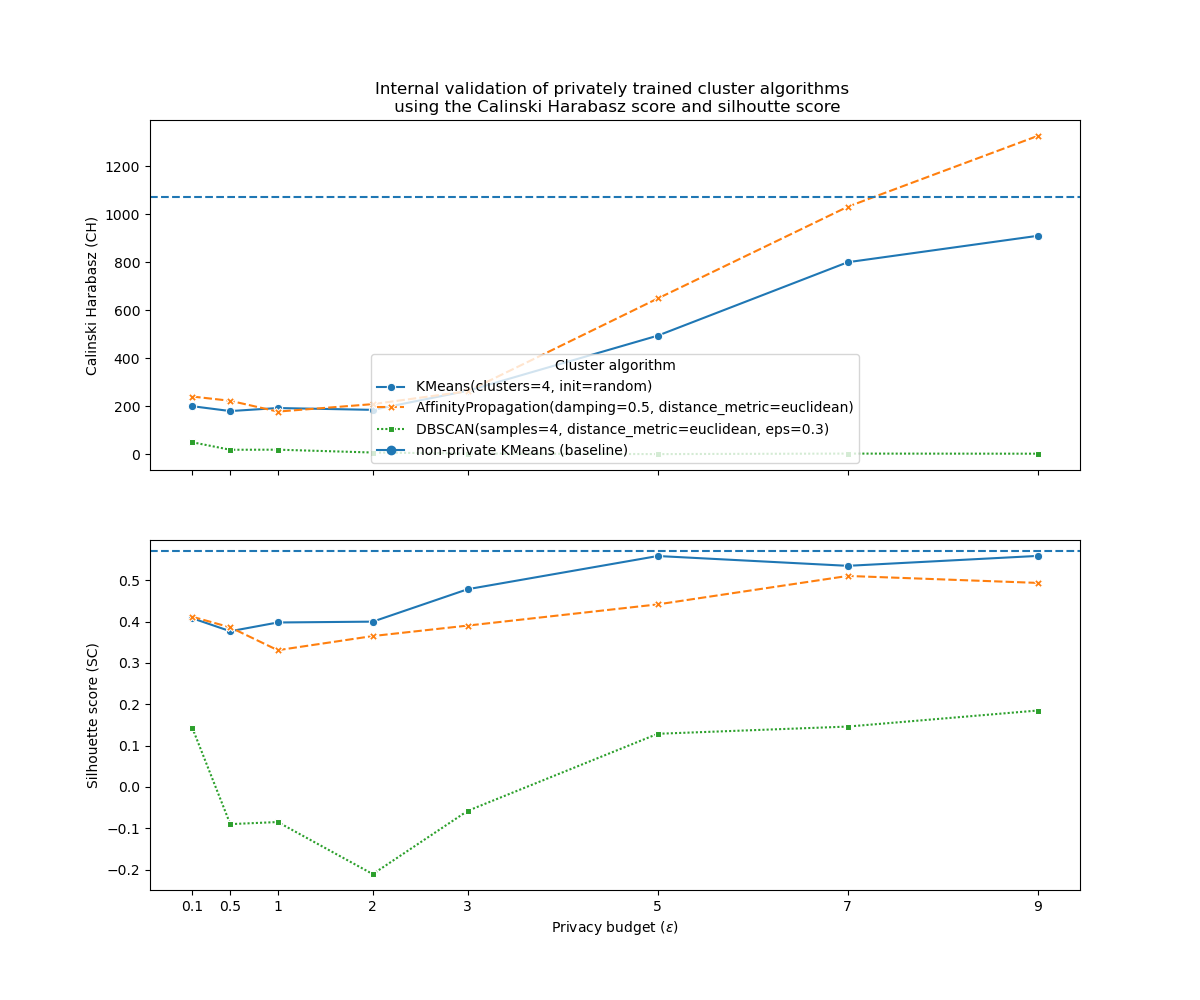 Internal validation of privately trained cluster algorithms
using the Calinski Harabasz score and silhoutte score
Calinski Harabasz (CH)
1200
1000
800
600
400
200
0
Cluster algorithm
KMeans(clusters=4, init=random)
AffinityPropagation(damping=0.5, distance_metric=euclidean)
DBSCAN(samples=4, distance_metric=euclidean, eps=0.3)
non-private KMeans (baseline)
Silhouette score (SC)
0.5
0.4
0.3
0.2
0.1
0.0
−0.1
−0.2
0.1 0.5 1 2 3 5 7 9
Privacy budget (ε)